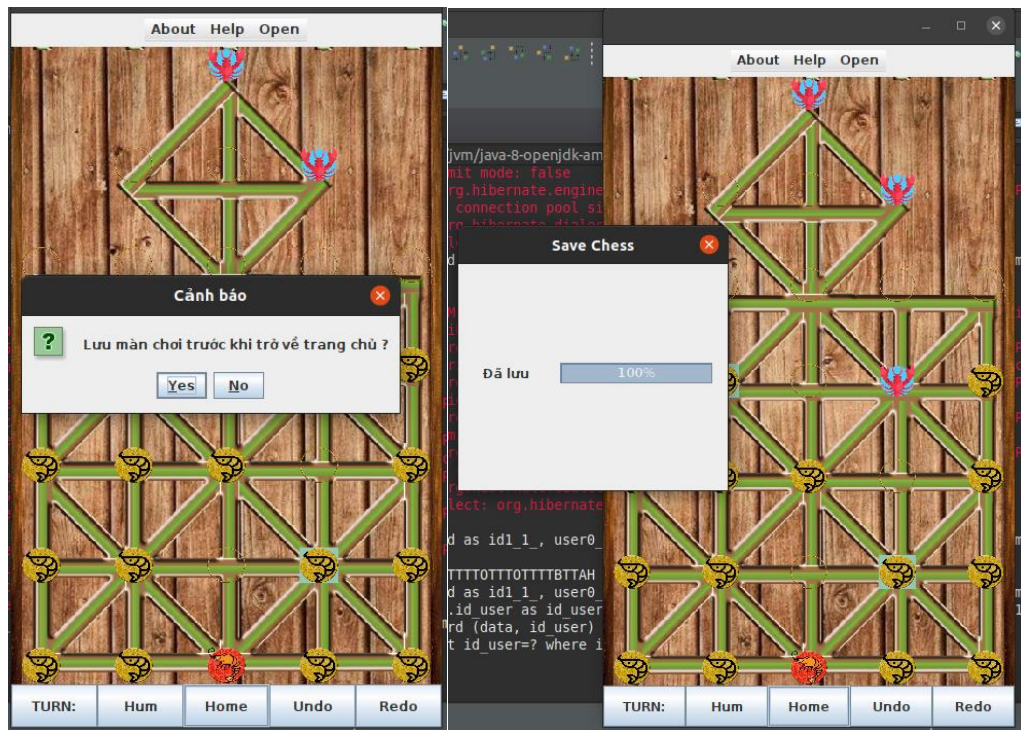 About Help Open
Cảnh báo
?
Lưu màn chơi trước khi trở về trang chủ ?
Yes No
TURN: Hum Home Undo Redo
About Help Open
/jvm/java-8-openjdk-am
mit mode: false
rg.hibernate.engine
connection pool si
Save Chess
Đã lưu
100%
lect: org.hibernate
d as id1_1_, user0_
TTTTOTTTOTTTTBTTAH
d as id1_1_, user0_
.id_user as id_user
rd (data, id_user)
t id_user=? where i
TURN: Hum Home Undo Redo